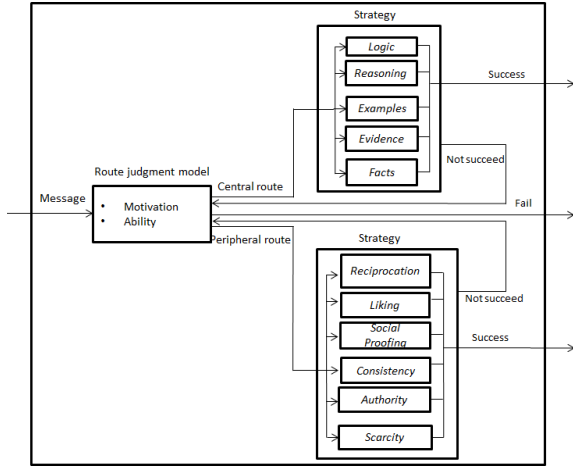 Strategy
Logic
Reasoning
Examples
Evidence
Facts
Success
Not succeed
Route judgment model
Central route
Message
• Motivation
• Ability
Fail
Peripheral route
Strategy
Reciprocation
Liking
Social
Proofing
Consistency
Authority
Scarcity
Not succeed
Success